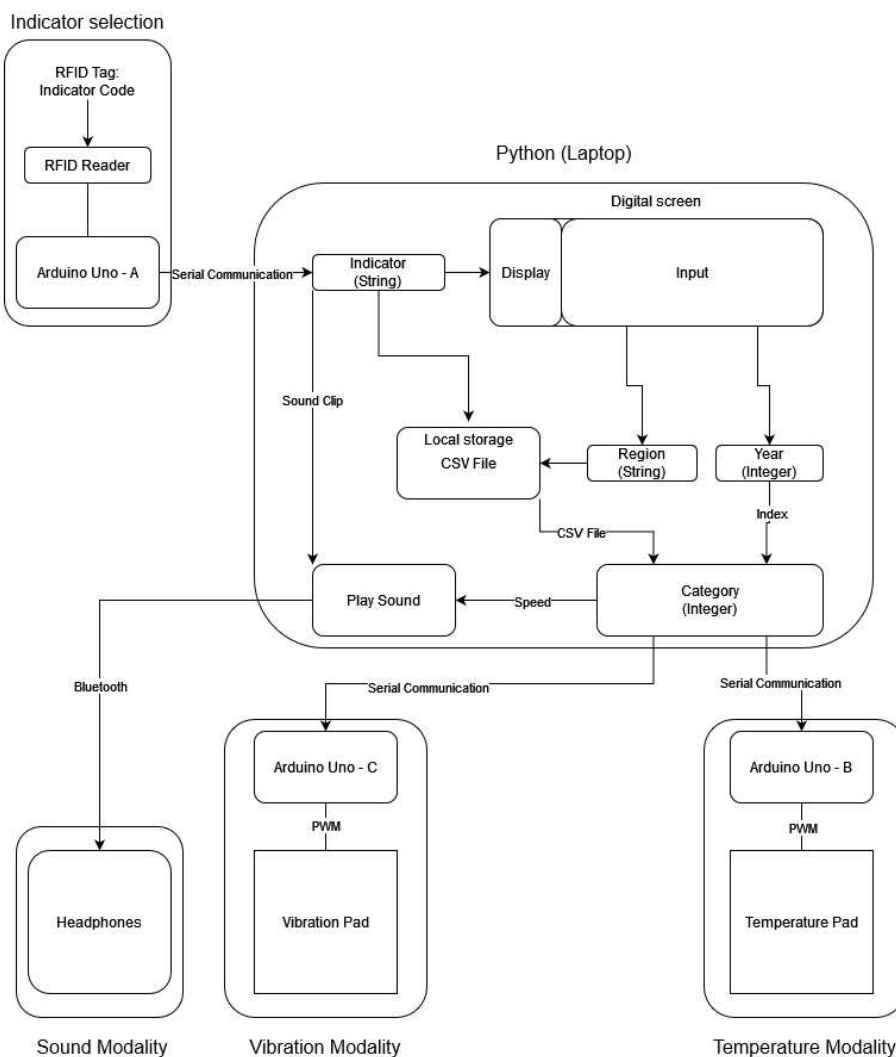 Indicator selection
RFID Tag:
Indicator Code
RFID Reader
Arduino Uno - A
Serial Communication
Python (Laptop)
Digital screen
Indicator
(String)
Display
Input
Sound Clip
Local storage
CSV File
Region
(String)
Year
(Integer)
Index
CSV File
Play Sound
Speed
Category
(Integer)
Bluetooth
Serial Communication
Serial Communication
Arduino Uno - C
Arduino Uno - B
PWM
PWM
Headphones
Vibration Pad
Temperature Pad
Sound Modality
Vibration Modality
Temperature Modality